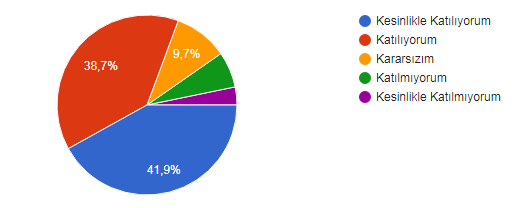 38,7%
9,7%
41,9%
Kesinlikle Katılıyorum
Katılıyorum
Kararsızım
Katılmıyorum
Kesinlikle Katılmıyorum